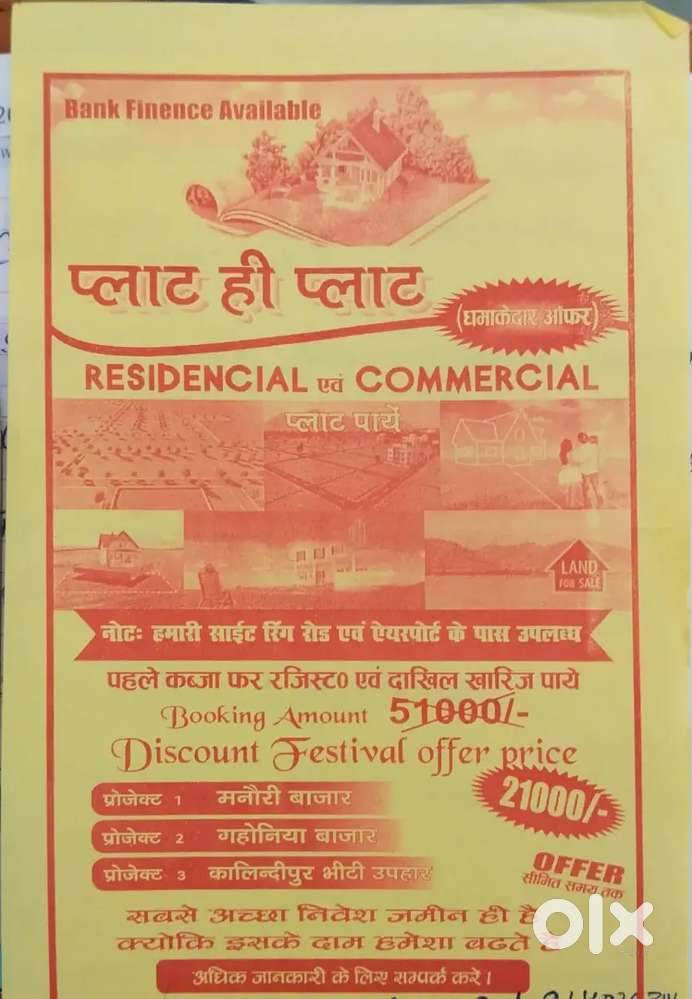 Bank Finence Available
प्लाट ही प्लाट
(धमाकेदार ऑफर)
RESIDENCIAL एवं COMMERCIAL
प्लाट पायें
LAND
FOR SALE
नोटः हमारी साईट रिंग रोड एवं ऐयरपोर्ट के पास उपलब्ध
पहले कब्जा फर रजिस्ट० एवं दाखिल खारिज पाये
Booking Amount 51000/-
Discount Festival offer price
21000/-
प्रोजेक्ट 1 मनौरी बाजार
प्रोजेक्ट 2 गहोनिया बाजार
प्रोजेक्ट 3 कालिन्दीपुर भीटी उपहार
OFFER
सीमित समय तक
सबसे अच्छा निवेश जमीन ही है
क्योकि इसके दाम हमेशा बढते है
olx
अधिक जानकारी के लिए सम्पर्क करें।